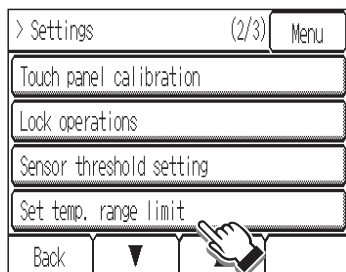 > Settings (2/3) Menu
Touch panel calibration
Lock operations
Sensor threshold setting
Set temp. range limit
Back ▼ ▲